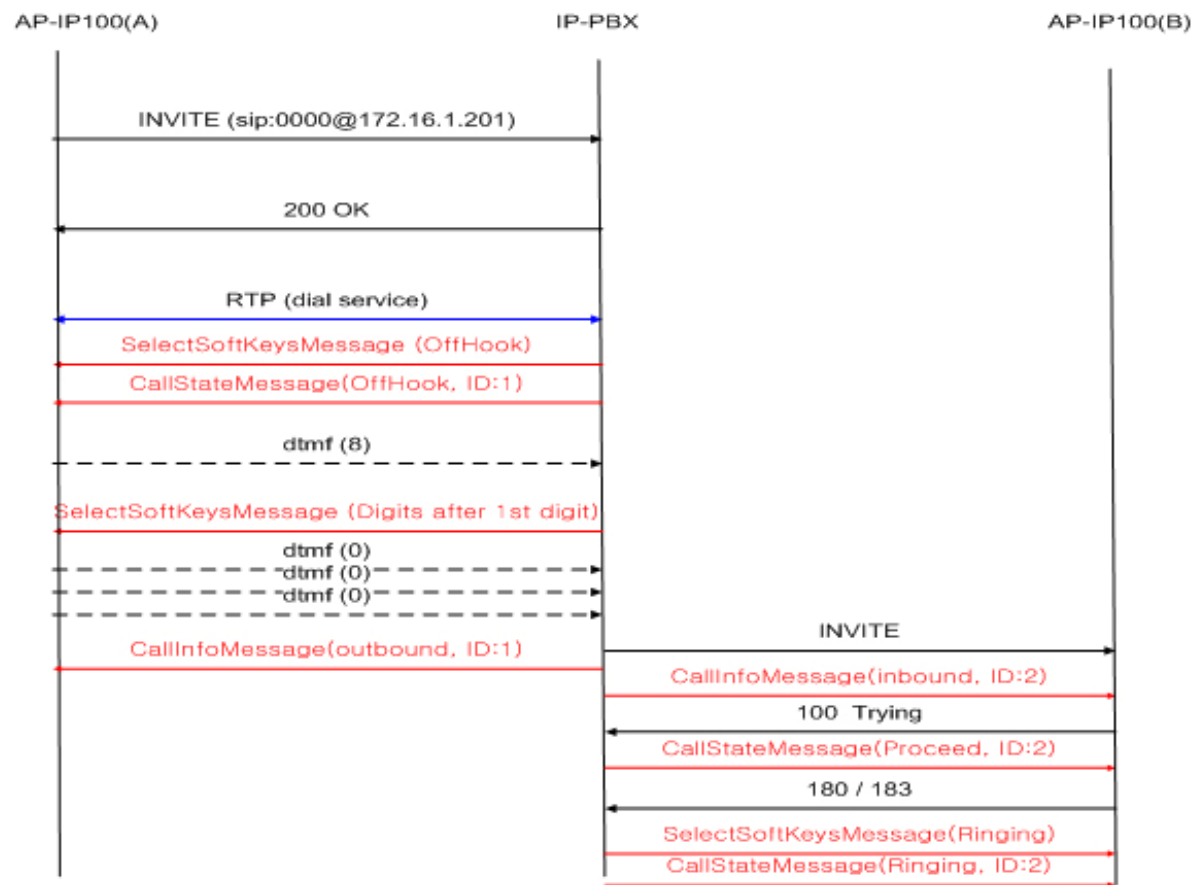 AP-IP100(A)
IP-PBX
AP-IP100(B)
INVITE (sip:0000@172.16.1.201)
200 OK
RTP (dial service)
SelectSoftKeysMessage (OffHook)
CallStateMessage(OffHook, ID:1)
dtmf (8)
SelectSoftKeysMessage (Digits after 1st digit)
dtmf (0)
dtmf (0)
dtmf (0)
INVITE
CallInfoMessage(outbound, ID:1)
CallInfoMessage(inbound, ID:2)
100 Trying
CallStateMessage(Proceed, ID:2)
180 / 183
SelectSoftKeysMessage(Ringing)
CallStateMessage(Ringing, ID:2)